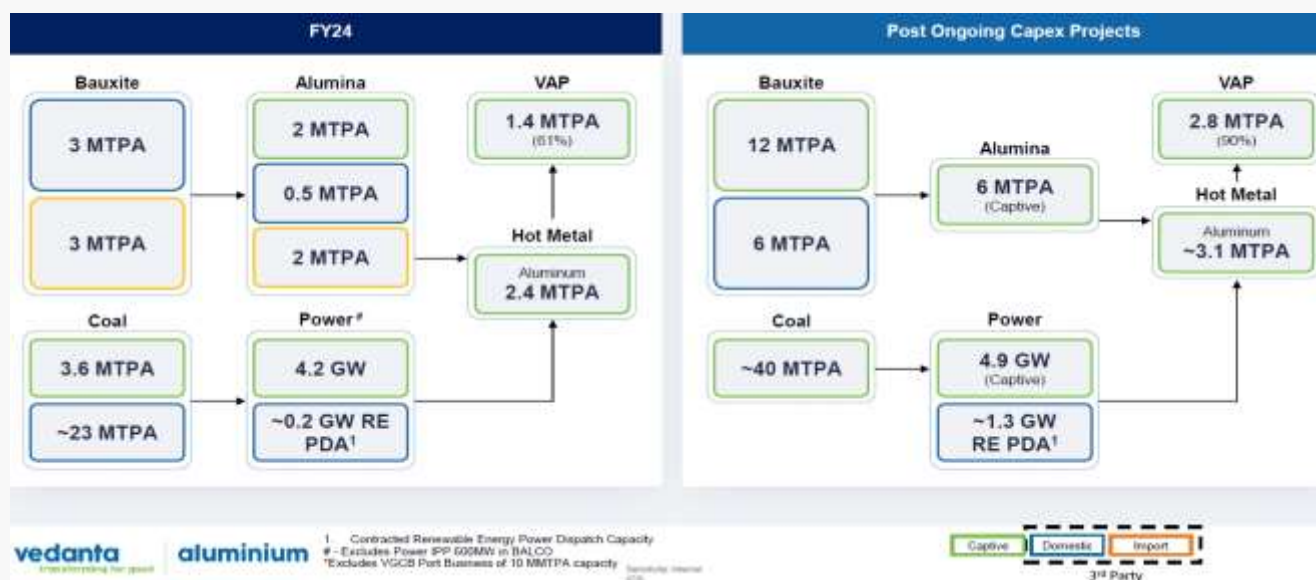 FY24
Bauxite
3 MTPA
3 MTPA
Alumina
2 MTPA
0.5 MTPA
2 MTPA
VAP
1.4 MTPA
(61%)
Hot Metal
Aluminum
2.4 MTPA
Coal
3.6 MTPA
~23 MTPA
Power #
4.2 GW
~0.2 GW RE
PDA1
Post Ongoing Capex Projects
Bauxite
12 MTPA
6 MTPA
Alumina
6 MTPA
(Captive)
VAP
2.8 MTPA
(90%)
Hot Metal
Aluminum
~3.1 MTPA
Coal
~40 MTPA
Power
4.9 GW
(Captive)
~1.3 GW
RE PDA1
vedanta
transforming for good
aluminium
1. Contracted Renewable Energy Power Dispatch Capacity
# - Excludes Power IPP 600MW in BALCO
*Excludes VGCB Port Business of 10 MMTPA capacity
Captive
Domestic
Import
3rd Party